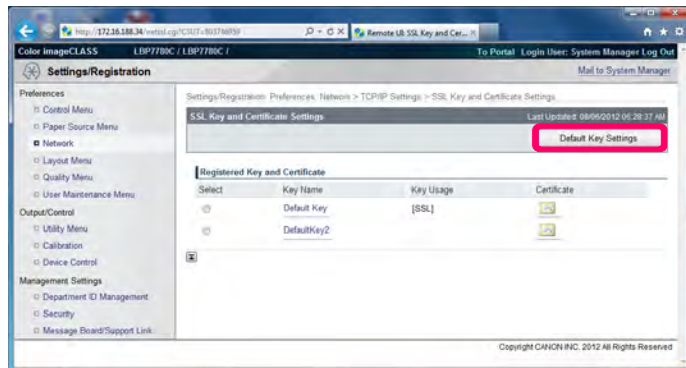 http://172.16.188.34/
Remote UI: SSL Key and Cer...
Color imageCLASS LBP7780C / LBP7780C /
To Portal Login User: System Manager Log Out
Settings/Registration
Mail to System Manager
Preferences
Control Menu
Paper Source Menu
Network
Layout Menu
Quality Menu
User Maintenance Menu
Output/Control
Utility Menu
Calibration
Device Control
Management Settings
Department ID Management
Security
Message Board/Support Link
Settings/Registration: Preferences: Network > TCP/IP Settings > SSL Key and Certificate Settings
SSL Key and Certificate Settings
Last Updated: 08/06/2012 06:28:37 AM
Default Key Settings
Registered Key and Certificate
Select Key Name Key Usage Certificate
Default Key [SSL]
DefaultKey2
Copyright CANON INC. 2012 All Rights Reserved